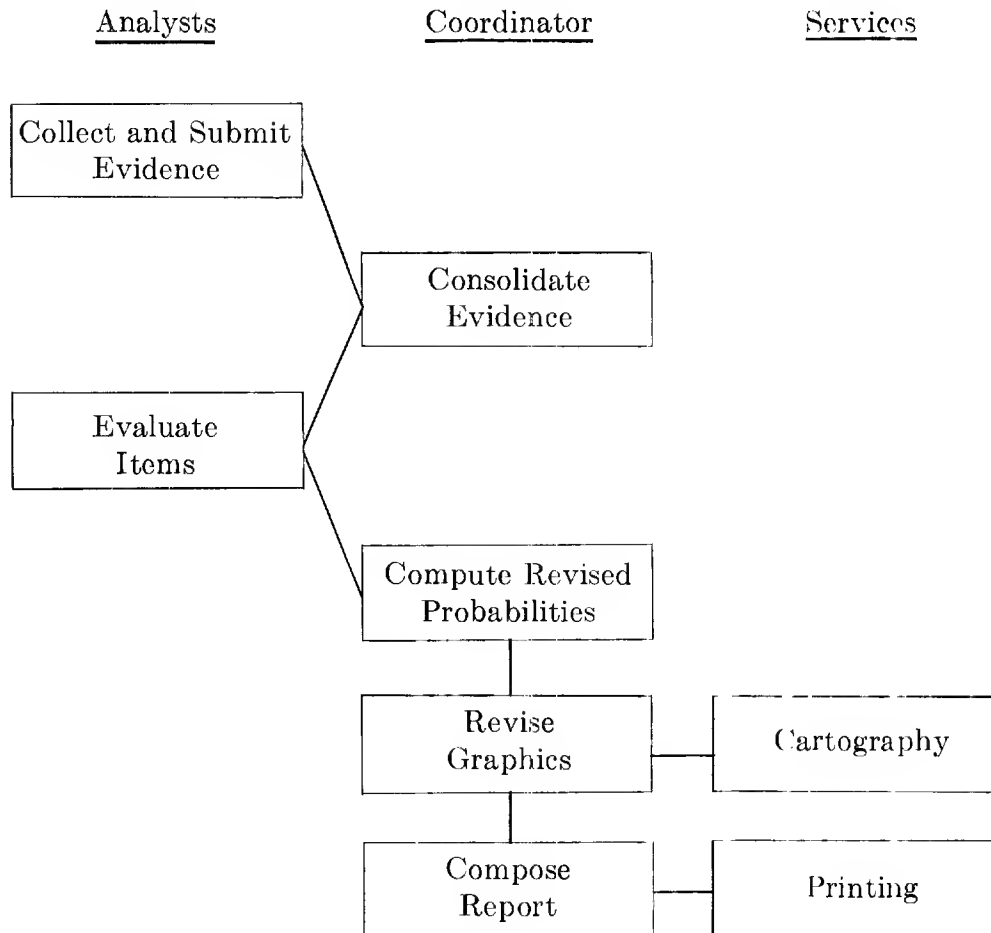 Analysts Coordinator Services
Collect and Submit
Evidence
Consolidate
Evidence
Evaluate
Items
Compute Revised
Probabilities
Revise
Graphics
Cartography
Compose
Report
Printing